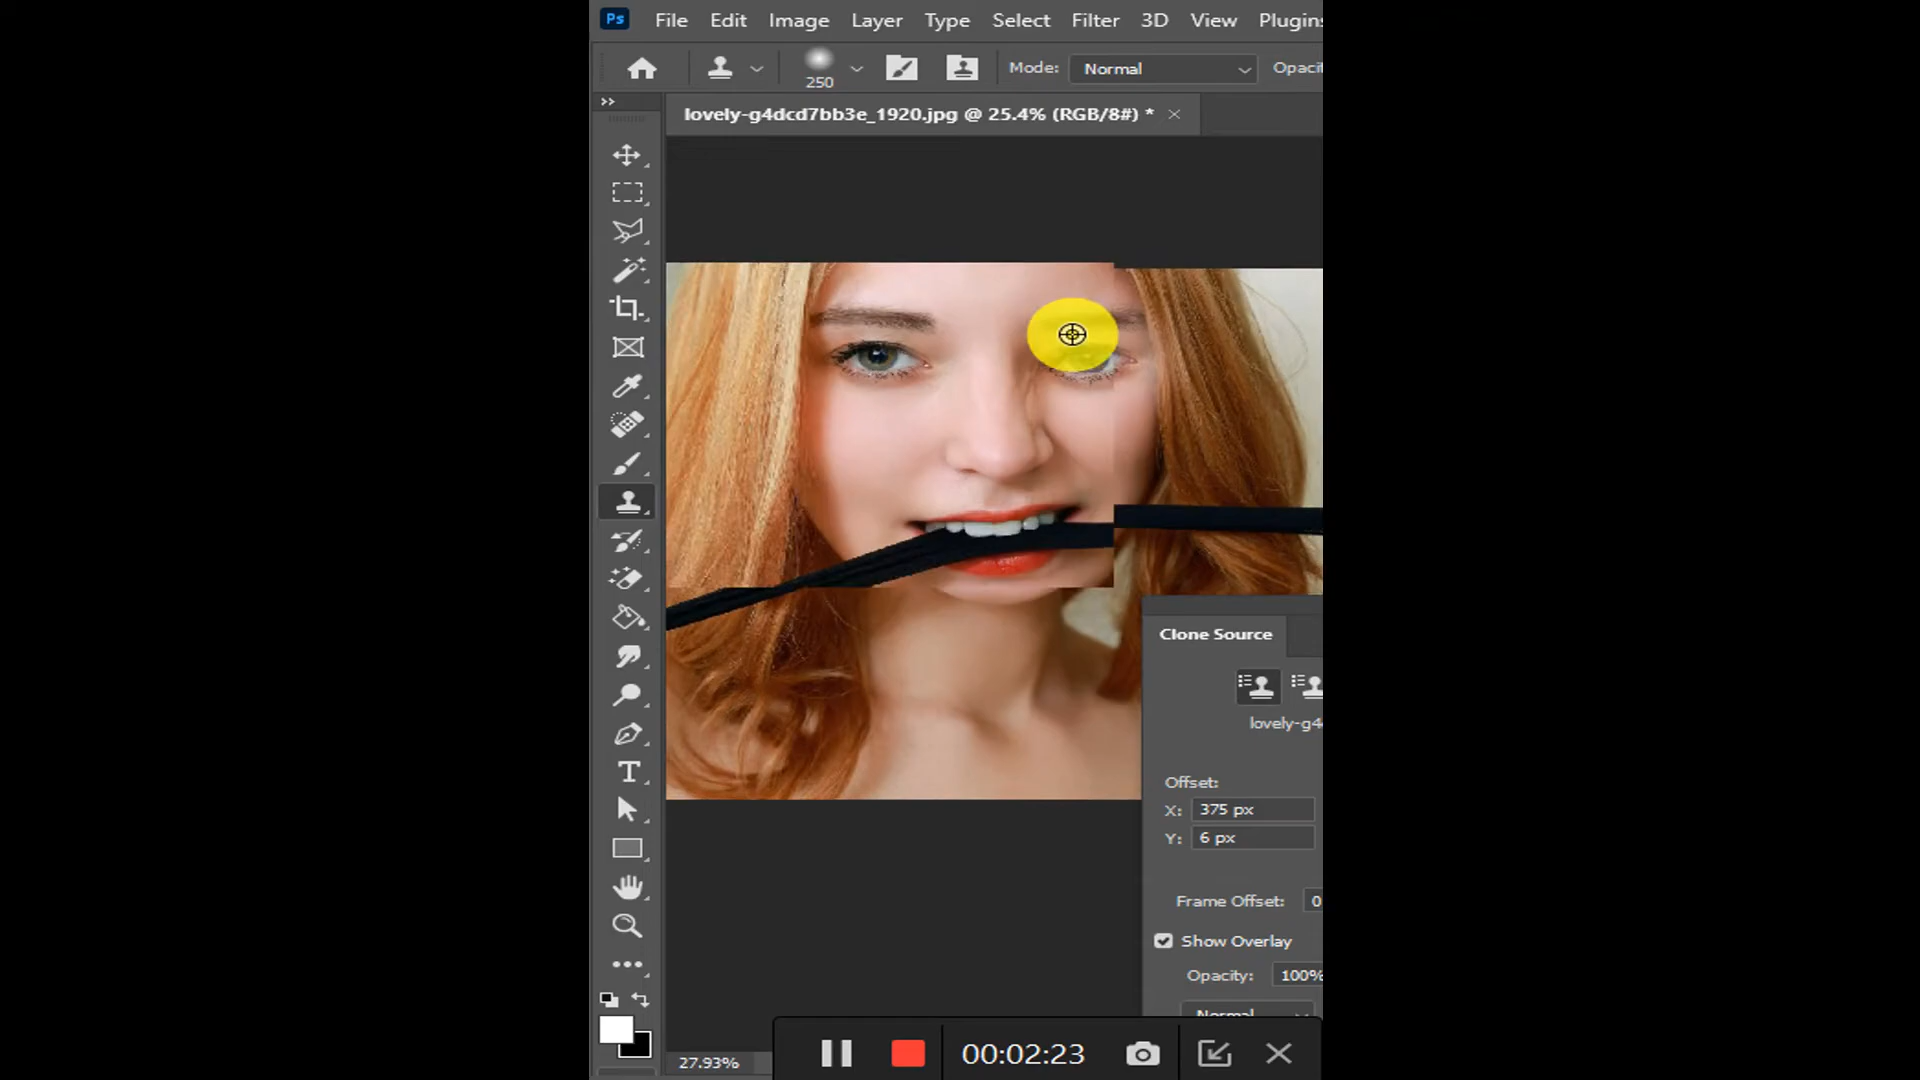 Ps File Edit Image Layer Type Select Filter 3D View Plugins
250 Mode: Normal Opaci
lovely-g4dcd7bb3e_1920.jpg @ 25.4% (RGB/8#) *
Clone Source
lovely-g4
Offset:
X: 375 px
Y: 6 px
Frame Offset: 0
Show Overlay
Opacity: 100%
Normal
27.93%
00:02:23